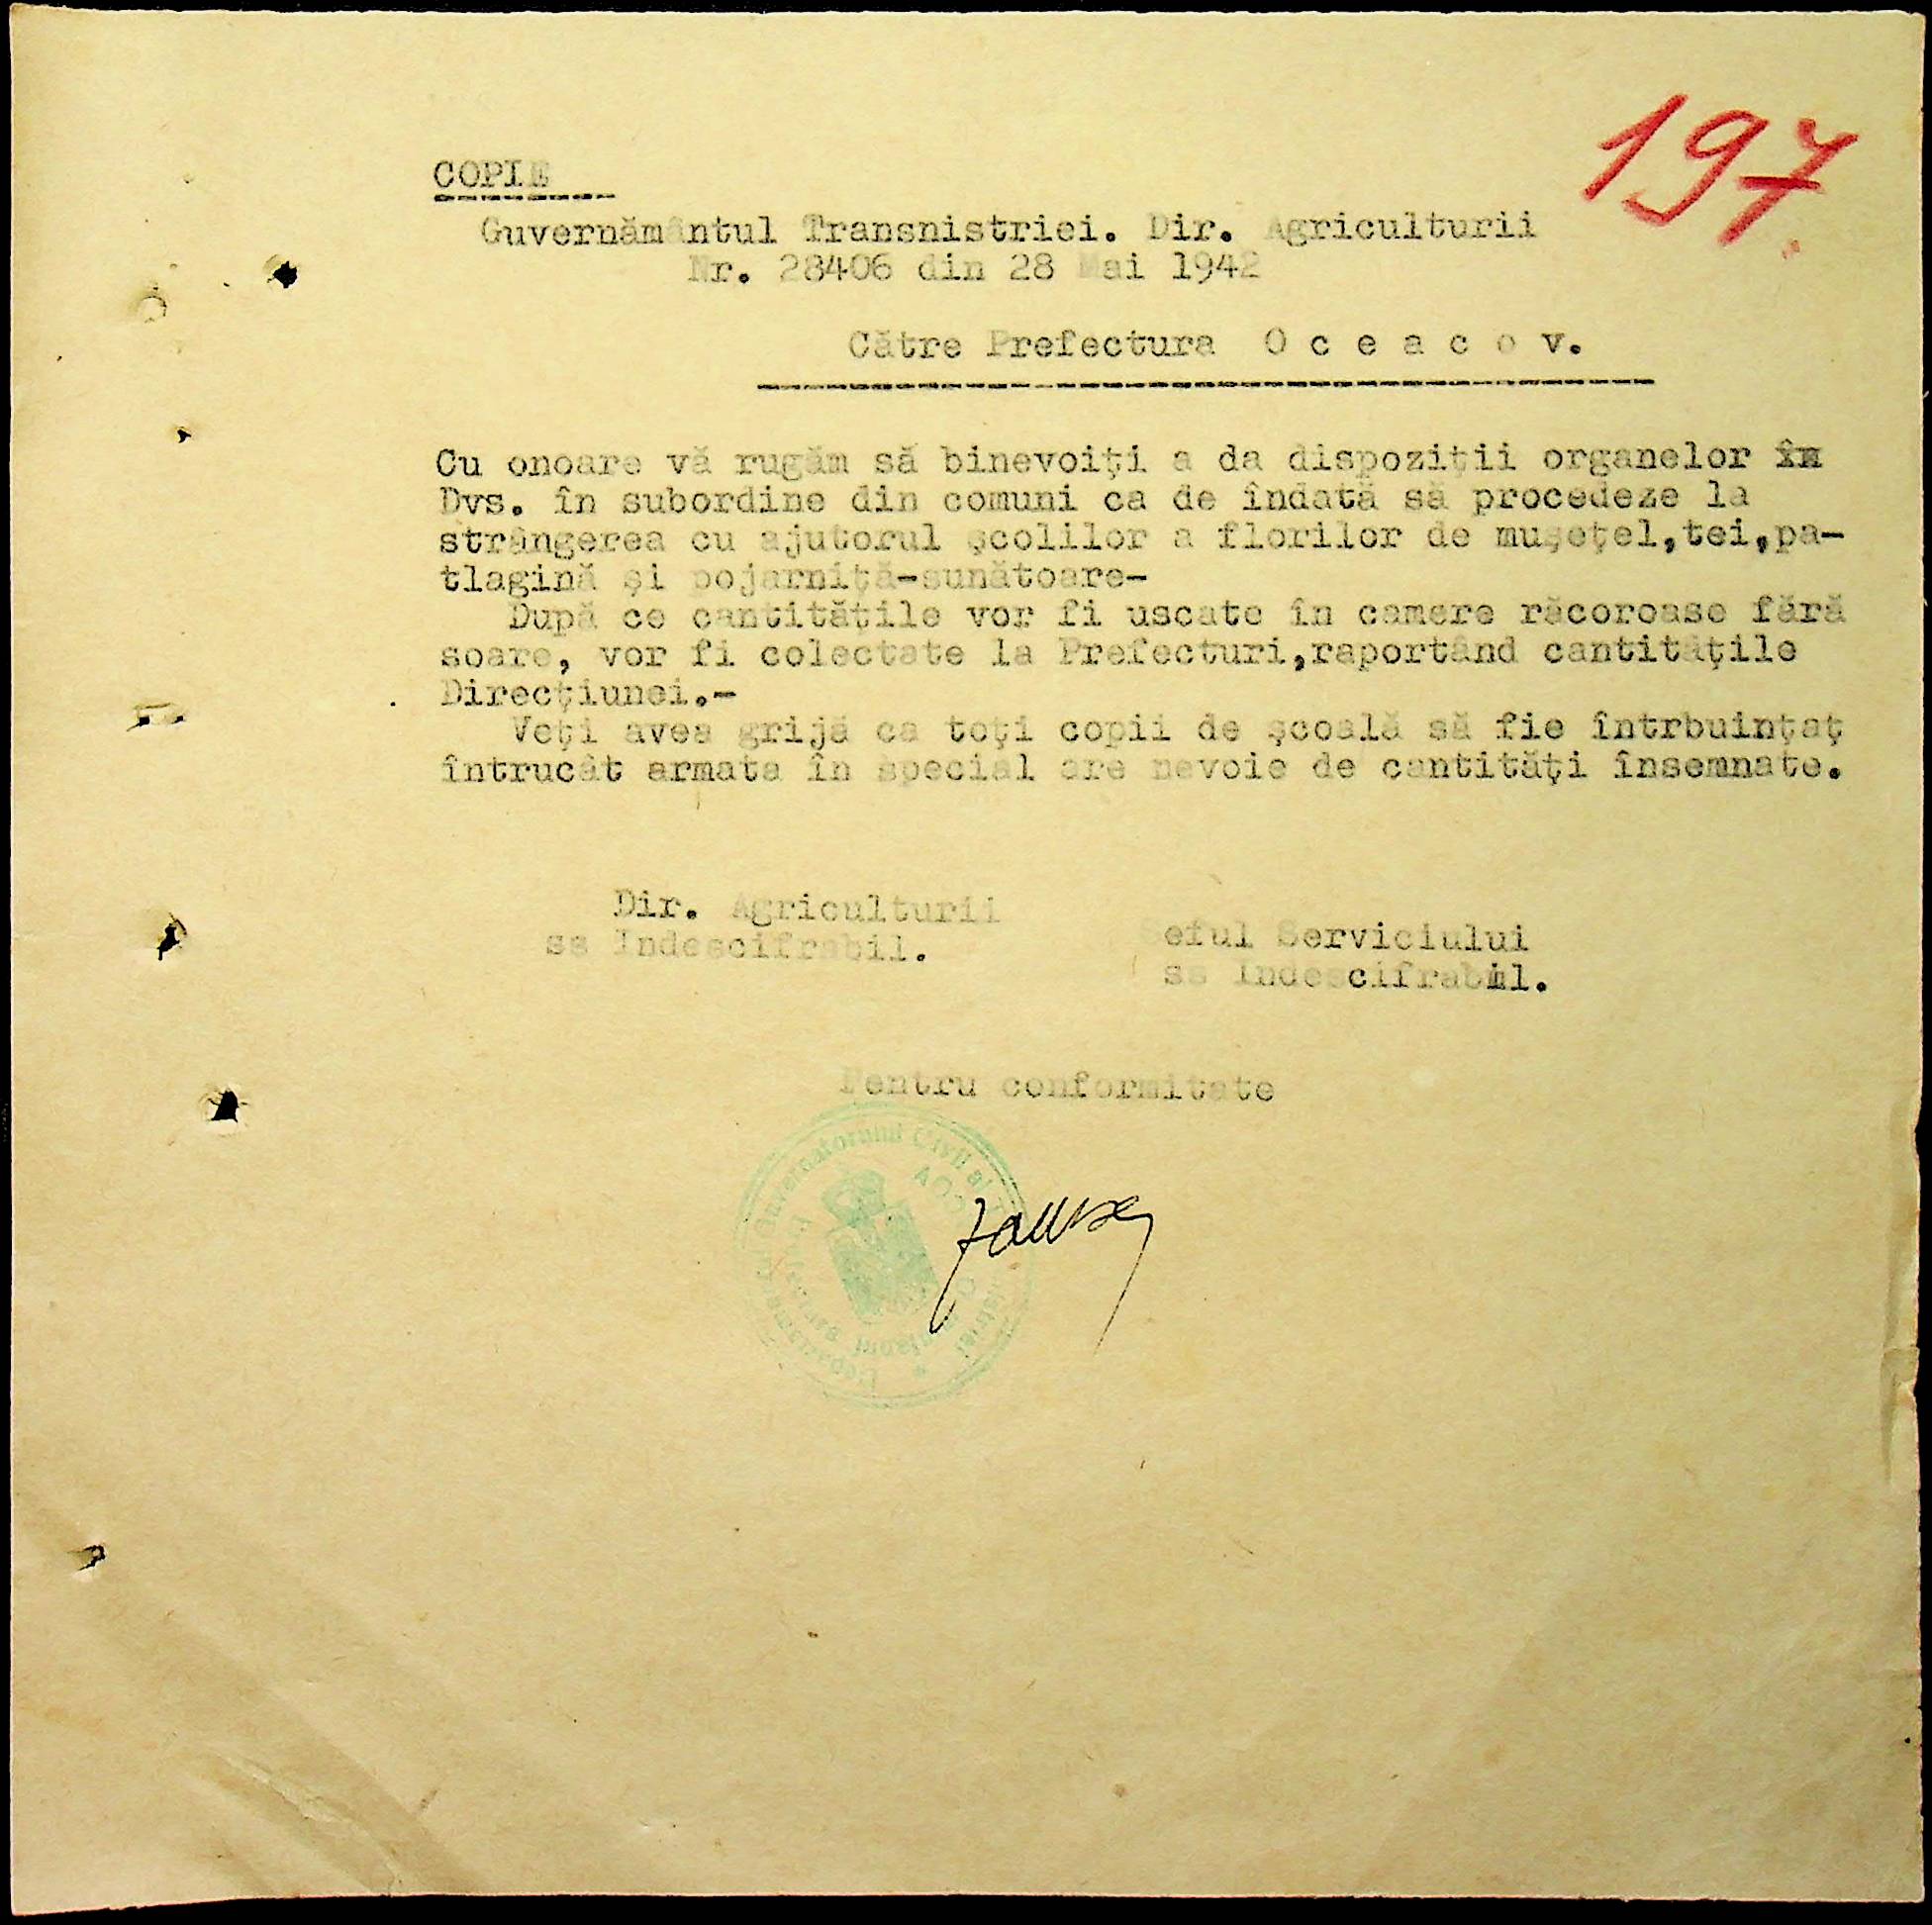 197.
COPIE
Guvernământul Transnistriei. Dir. Agriculturii
Nr. 28406 din 28 Mai 1942
Către Prefectura O c e a c o v.
Cu onoare vă rugăm să binevoiți a da dispoziții organelor în
Dvs. în subordine din comuni ca de îndată să procedeze la
strângerea cu ajutorul școlilor a florilor de mușețel,tei,pa-
tlagină și pojarniță-sunătoare-
După ce cantitățile vor fi uscate în camere răcoroase fără
soare, vor fi colectate la Prefecturi,raportând cantitățile
Direcțiunei.-
Veți avea grijă ca toți copii de școală să fie întrbuințaț
întrucât armata în special are nevoie de cantități însemnate.
Dir. Agriculturii
ss Indescifrabil.
eful Serviciului
ss Indescifrabil.
Pentru conformitate
Guvernatorului Civil al